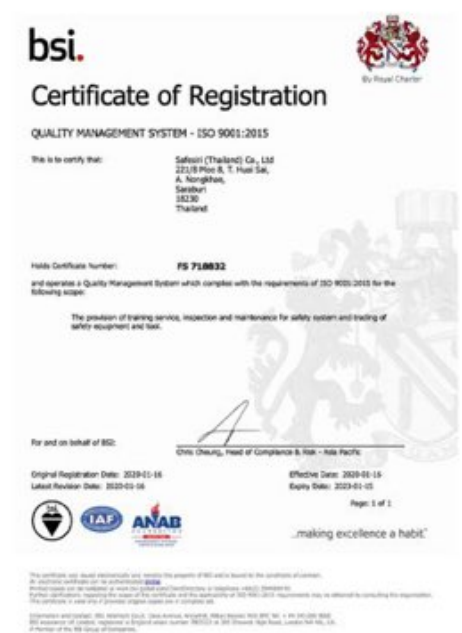 bsi.
By Royal Charter
Certificate of Registration
QUALITY MANAGEMENT SYSTEM - ISO 9001:2015
This is to certify that:
Safesiri (Thailand) Co., Ltd
221/8 Moo 8, T. Huai Sai,
A. Nongkhae,
Saraburi
18230
Thailand
Holds Certificate Number:
FS 718832
and operates a Quality Management System which complies with the requirements of ISO 9001:2015 for the
following scope:
The provision of training service, inspection and maintenance for safety system and trading of
safety equipment and tool.
For and on behalf of BSI:
Chris Cheung, Head of Compliance & Risk - Asia Pacific
Original Registration Date: 2020-01-16
Effective Date: 2020-01-16
Latest Revision Date: 2020-01-16
Expiry Date: 2023-01-15
Page: 1 of 1
IAF
ANAB
...making excellence a habit.